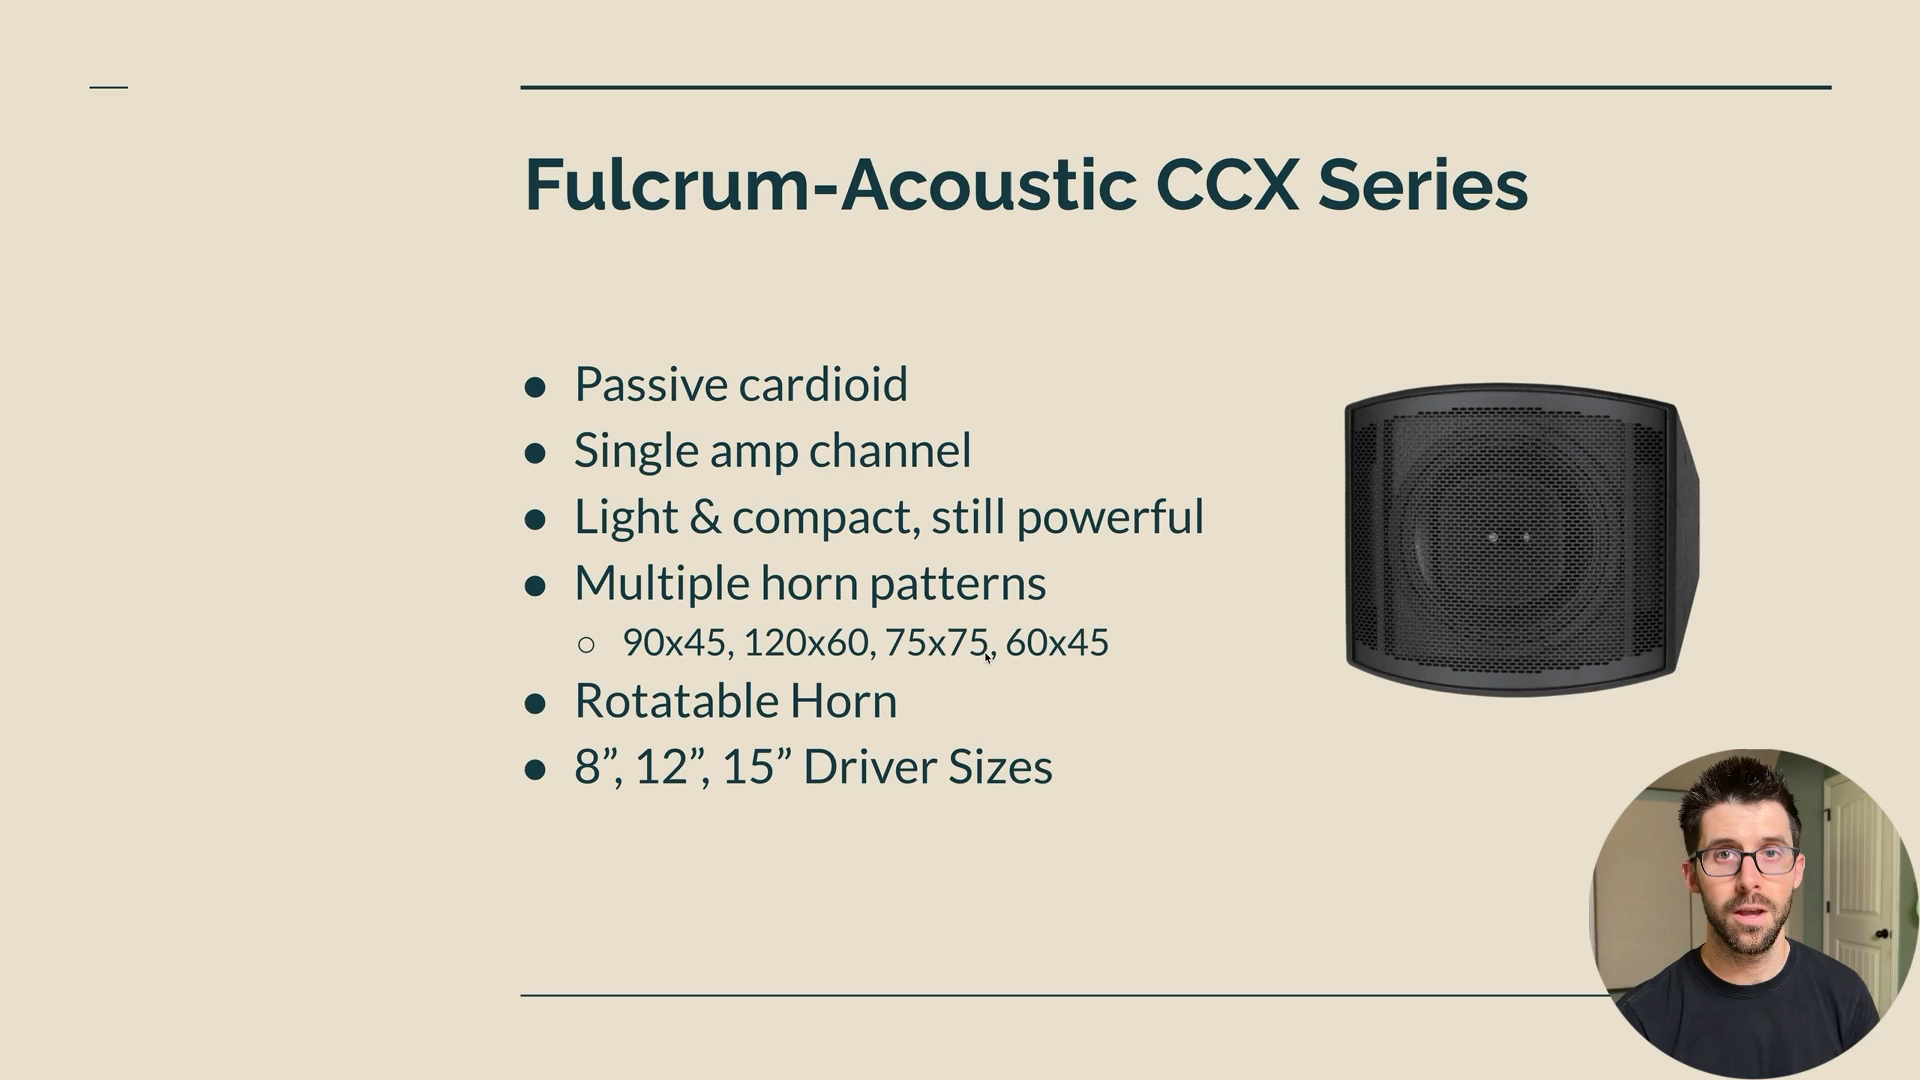 Fulcrum-Acoustic CCX Series
● Passive cardioid
● Single amp channel
● Light & compact, still powerful
● Multiple horn patterns
○ 90x45, 120x60, 75x75, 60x45
● Rotatable Horn
● 8”, 12”, 15” Driver Sizes